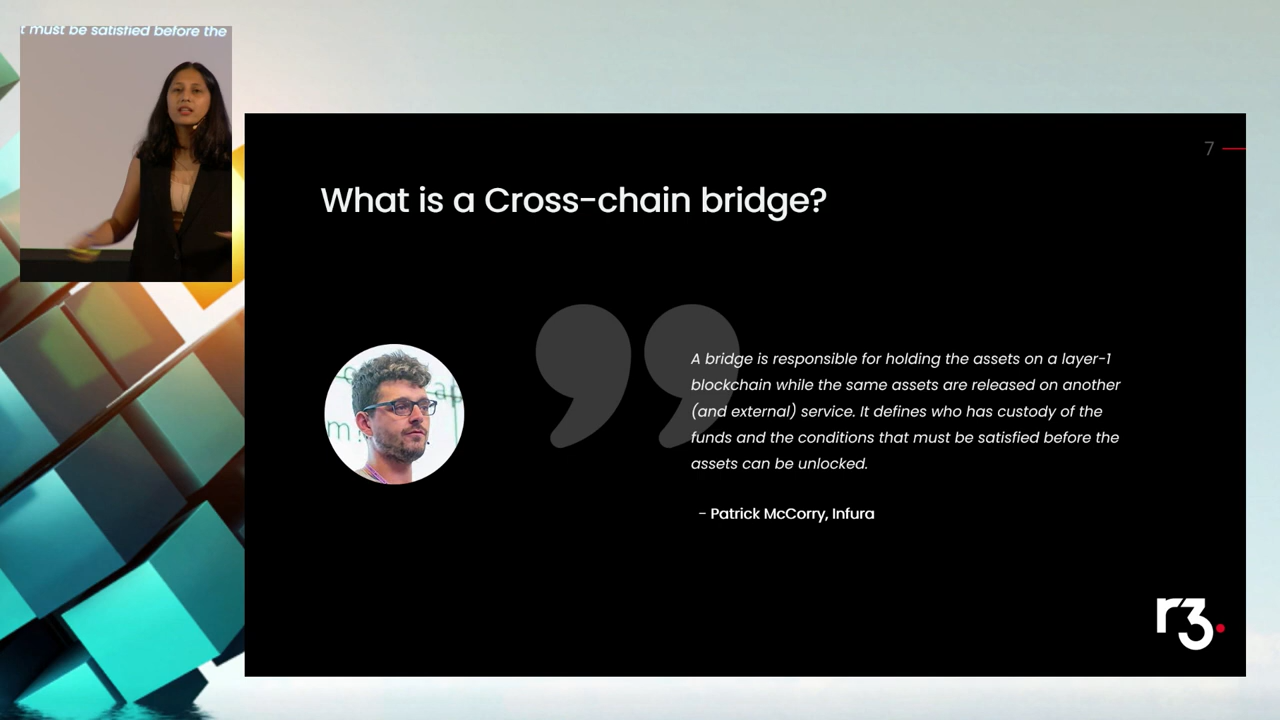 t must be satisfied before the
7
What is a Cross-chain bridge?
A bridge is responsible for holding the assets on a layer-1
blockchain while the same assets are released on another
(and external) service. It defines who has custody of the
funds and the conditions that must be satisfied before the
assets can be unlocked.
- Patrick McCorry, Infura
r3.